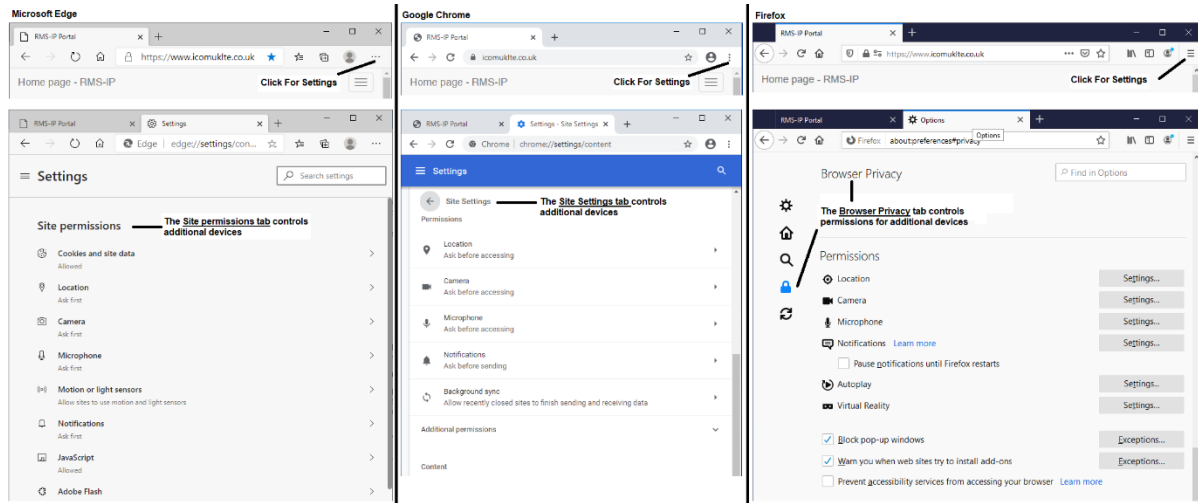 Microsoft Edge
RMS-IP Portal
https://www.icomuklte.co.uk
Home page - RMS-IP
Click For Settings
RMS-IP Portal
Settings
Edge
edge://settings/con...
Settings
Search settings
Site permissions
The Site permissions tab controls
additional devices
Cookies and site data
Allowed
Location
Ask first
Camera
Ask first
Microphone
Ask first
Motion or light sensors
Allow sites to use motion and light sensors
Notifications
Ask first
JavaScript
Allowed
Adobe Flash
Google Chrome
RMS-IP Portal
icomuklte.co.uk
Home page - RMS-IP
Click For Settings
RMS-IP Portal
Settings - Site Settings
Chrome
chrome://settings/content
Settings
Site Settings
The Site Settings tab controls
additional devices
Permissions
Location
Ask before accessing
Camera
Ask before accessing
Microphone
Ask before accessing
Notifications
Ask before sending
Background sync
Allow recently closed sites to finish sending and receiving data
Additional permissions
Content
Firefox
RMS-IP Portal
https://www.icomuklte.co.uk
Home page - RMS-IP
Click For Settings
RMS-IP Portal
Options
Firefox
about:preferences#privacy
Options
Browser Privacy
Find in Options
The Browser Privacy tab controls
permissions for additional devices
Permissions
Location
Settings...
Camera
Settings...
Microphone
Settings...
Notifications Learn more
Settings...
Pause notifications until Firefox restarts
Autoplay
Settings...
Virtual Reality
Settings...
Block pop-up windows
Exceptions...
Warn you when web sites try to install add-ons
Exceptions...
Prevent accessibility services from accessing your browser Learn more